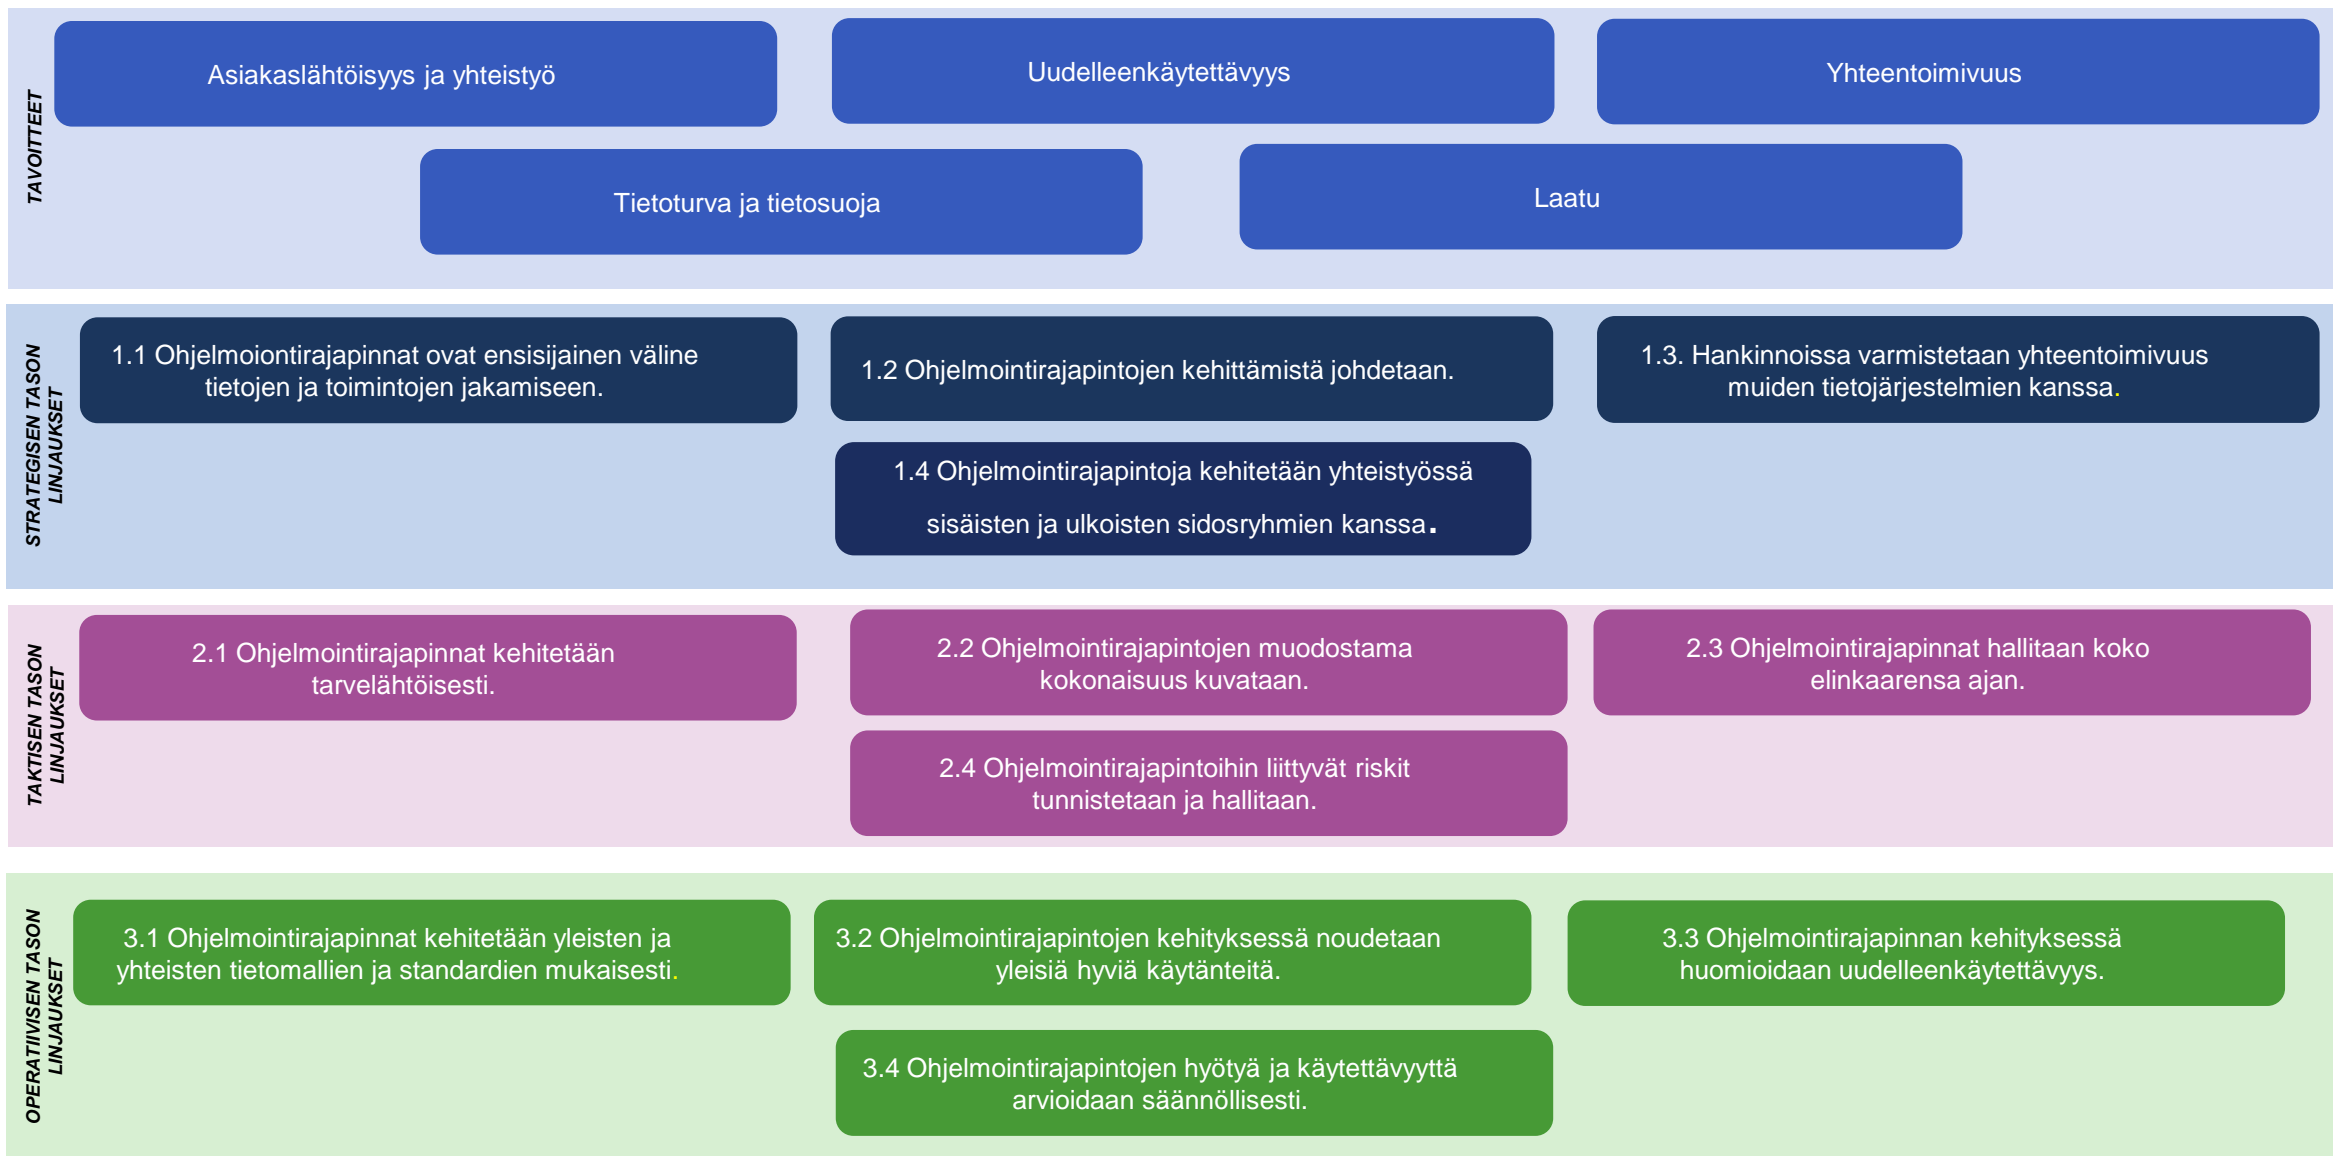 TAVOITTEET
Asiakaslähtöisyys ja yhteistyö
Uudelleenkäytettävyys
Yhteentoimivuus
Tietoturva ja tietosuoja
Laatu
STRATEGISEN TASON
LINJAUKSET
1.1 Ohjelmoiontirajapinnat ovat ensisijainen väline
tietojen ja toimintojen jakamiseen.
1.2 Ohjelmointirajapintojen kehittämistä johdetaan.
1.3. Hankinnoissa varmistetaan yhteentoimivuus
muiden tietojärjestelmien kanssa.
1.4 Ohjelmointirajapintoja kehitetään yhteistyössä
sisäisten ja ulkoisten sidosryhmien kanssa.
TAKTISEN TASON
LINJAUKSET
2.1 Ohjelmointirajapinnat kehitetään
tarvelähtöisesti.
2.2 Ohjelmointirajapintojen muodostama
kokonaisuus kuvataan.
2.3 Ohjelmointirajapinnat hallitaan koko
elinkaarensa ajan.
2.4 Ohjelmointirajapintoihin liittyvät riskit
tunnistetaan ja hallitaan.
OPERATIIVISEN TASON
LINJAUKSET
3.1 Ohjelmointirajapinnat kehitetään yleisten ja
yhteisten tietomallien ja standardien mukaisesti.
3.2 Ohjelmointirajapintojen kehityksessä noudetaan
yleisiä hyviä käytänteitä.
3.3 Ohjelmointirajapinnan kehityksessä
huomioidaan uudelleenkäytettävyys.
3.4 Ohjelmointirajapintojen hyötyä ja käytettävyyttä
arvioidaan säännöllisesti.